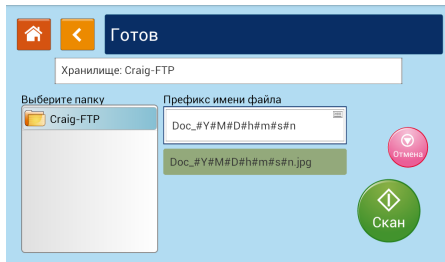 Готов
Хранилище: Craig-FTP
Выберите папку
Префикс имени файла
Craig-FTP
Doc_#Y#M#D#h#m#s#n
Doc_#Y#M#D#h#m#s#n.jpg
Отмена
Скан